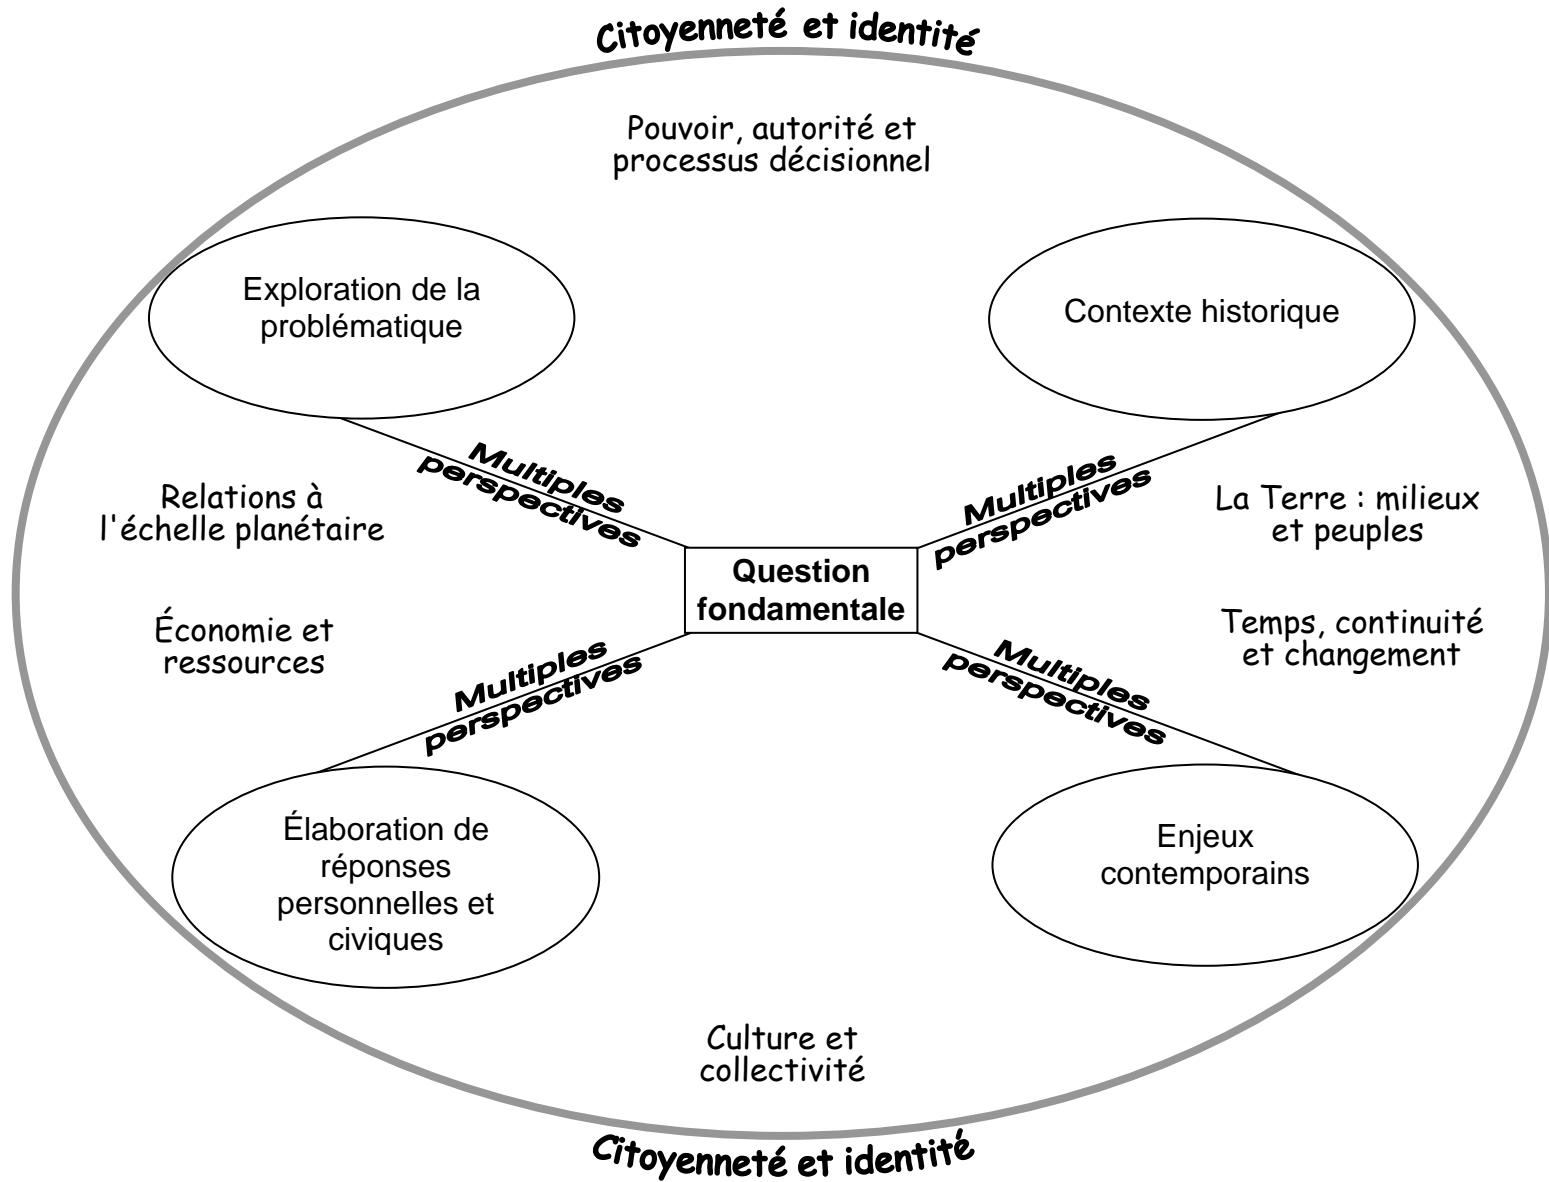 Citoyenneté et identité
Pouvoir, autorité et
processus décisionnel
Exploration de la
problématique
Contexte historique
Multiples
perspectives
Multiples
perspectives
Relations à
l'échelle planétaire
La Terre : milieux
et peuples
Question
fondamentale
Économie et
ressources
Temps, continuité
et changement
Multiples
perspectives
Multiples
perspectives
Élaboration de
réponses
personnelles et
civiques
Enjeux
contemporains
Culture et
collectivité
Citoyenneté et identité